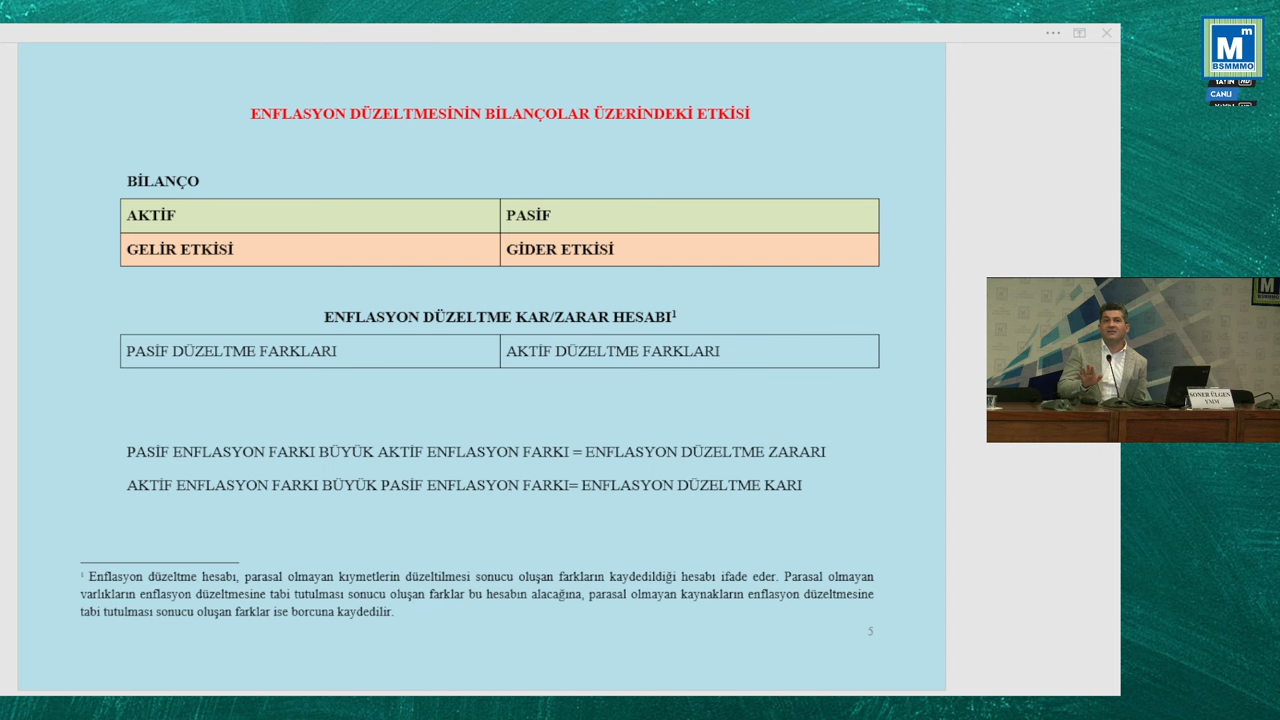 M m
BSMMMO
YAYIN HD
CANLI
ENFLASYON DÜZELTMESİNİN BİLANÇOLAR ÜZERİNDEKİ ETKİSİ
BİLANÇO
AKTİF PASİF
GELİR ETKİSİ GİDER ETKİSİ
ENFLASYON DÜZELTME KAR/ZARAR HESABI¹
PASİF DÜZELTME FARKLARI AKTİF DÜZELTME FARKLARI
SONER ÜLGEN
YMM
PASİF ENFLASYON FARKI BÜYÜK AKTİF ENFLASYON FARKI = ENFLASYON DÜZELTME ZARARI
AKTİF ENFLASYON FARKI BÜYÜK PASİF ENFLASYON FARKI= ENFLASYON DÜZELTME KARI
¹ Enflasyon düzeltme hesabı, parasal olmayan kıymetlerin düzeltilmesi sonucu oluşan farkların kaydedildiği hesabı ifade eder. Parasal olmayan
varlıkların enflasyon düzeltmesine tabi tutulması sonucu oluşan farklar bu hesabın alacağına, parasal olmayan kaynakların enflasyon düzeltmesine
tabi tutulması sonucu oluşan farklar ise borcuna kaydedilir.
5